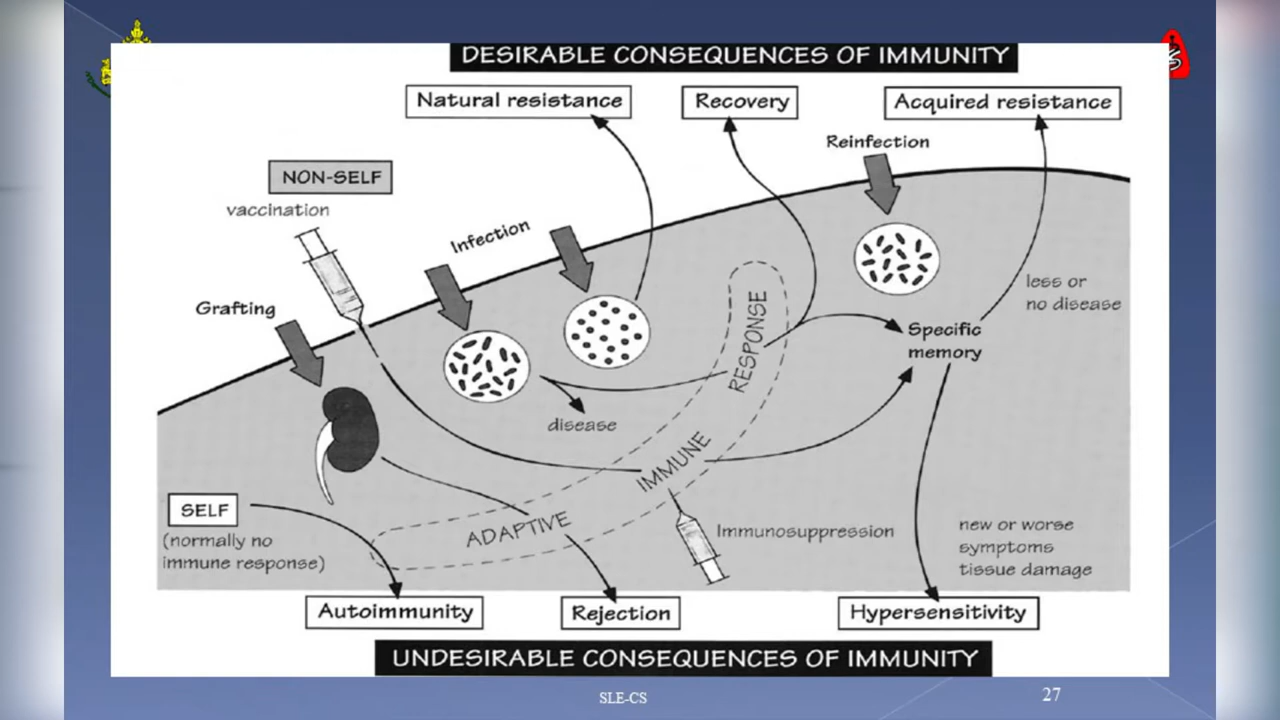 DESIRABLE CONSEQUENCES OF IMMUNITY
Natural resistance
Recovery
Acquired resistance
Reinfection
NON-SELF
vaccination
Infection
Grafting
less or
no disease
RESPONSE
Specific
memory
disease
IMMUNE
SELF
(normally no
immune response)
ADAPTIVE
Immunosuppression
new or worse
symptoms
tissue damage
Autoimmunity
Rejection
Hypersensitivity
UNDESIRABLE CONSEQUENCES OF IMMUNITY
SLE-CS
27